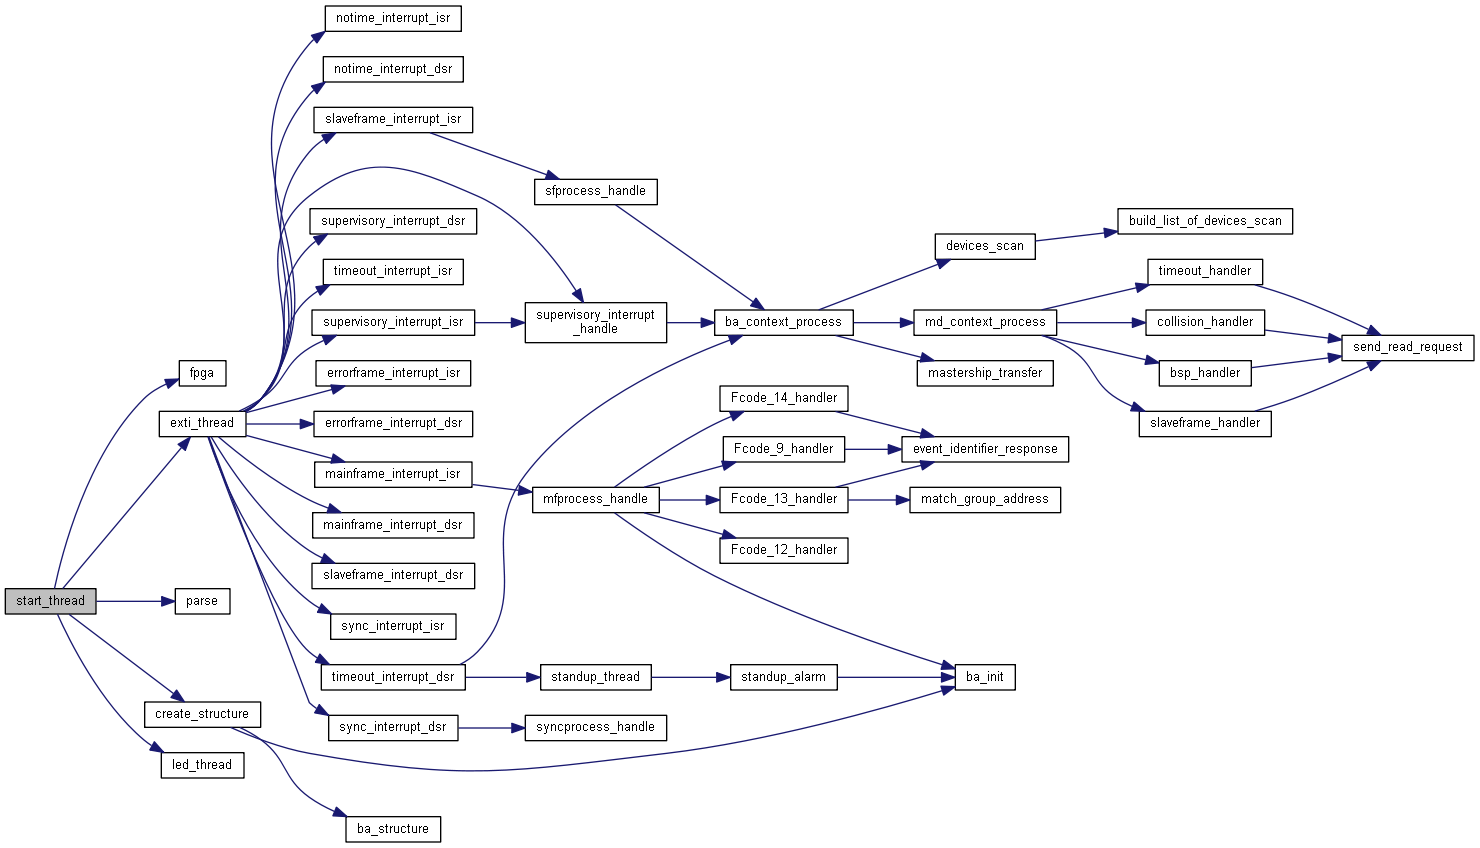 notime_interrupt_isr
notime_interrupt_dsr
slaveframe_interrupt_isr
sfprocess_handle
supervisory_interrupt_dsr
build_list_of_devices_scan
devices_scan
timeout_interrupt_isr
timeout_handler
supervisory_interrupt
_handle
supervisory_interrupt_isr
ba_context_process
md_context_process
collision_handler
send_read_request
fpga
errorframe_interrupt_isr
mastership_transfer
bsp_handler
Fcode_14_handler
exti_thread
errorframe_interrupt_dsr
slaveframe_handler
Fcode_9_handler
event_identifier_response
mainframe_interrupt_isr
mfprocess_handle
Fcode_13_handler
match_group_address
mainframe_interrupt_dsr
Fcode_12_handler
slaveframe_interrupt_dsr
start_thread
parse
sync_interrupt_isr
timeout_interrupt_dsr
standup_thread
standup_alarm
ba_init
create_structure
sync_interrupt_dsr
syncprocess_handle
led_thread
ba_structure